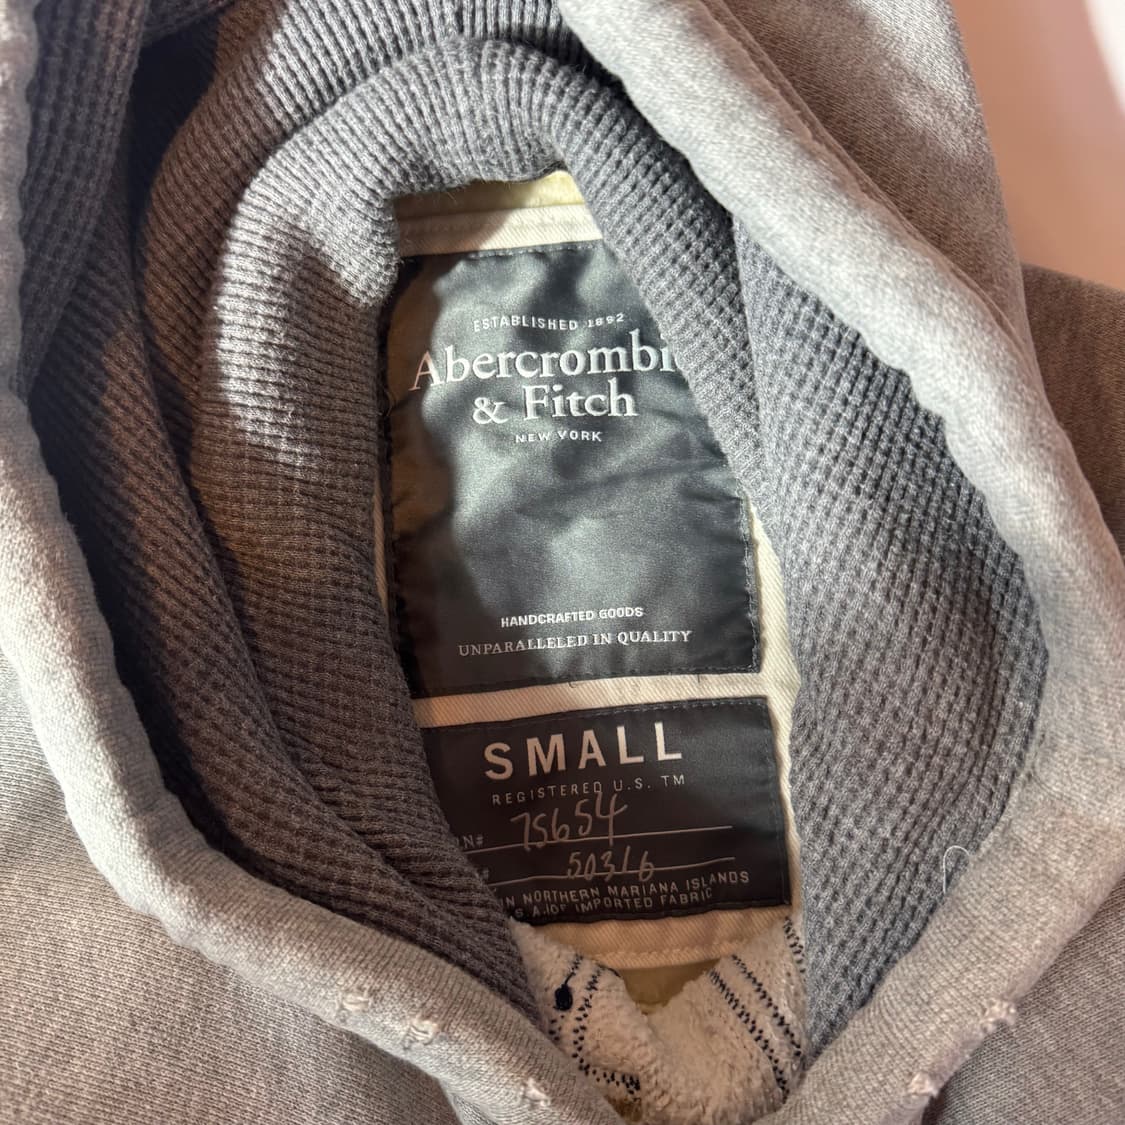 ESTABLISHED 1892
Abercrombi
& Fitch
NEW YORK
HANDCRAFTED GOODS
UNPARALLELED IN QUALITY
SMALL
REGISTERED U.S. TM
N# 75654
# 50316
IN NORTHERN MARIANA ISLANDS
IMPORTED FABRIC